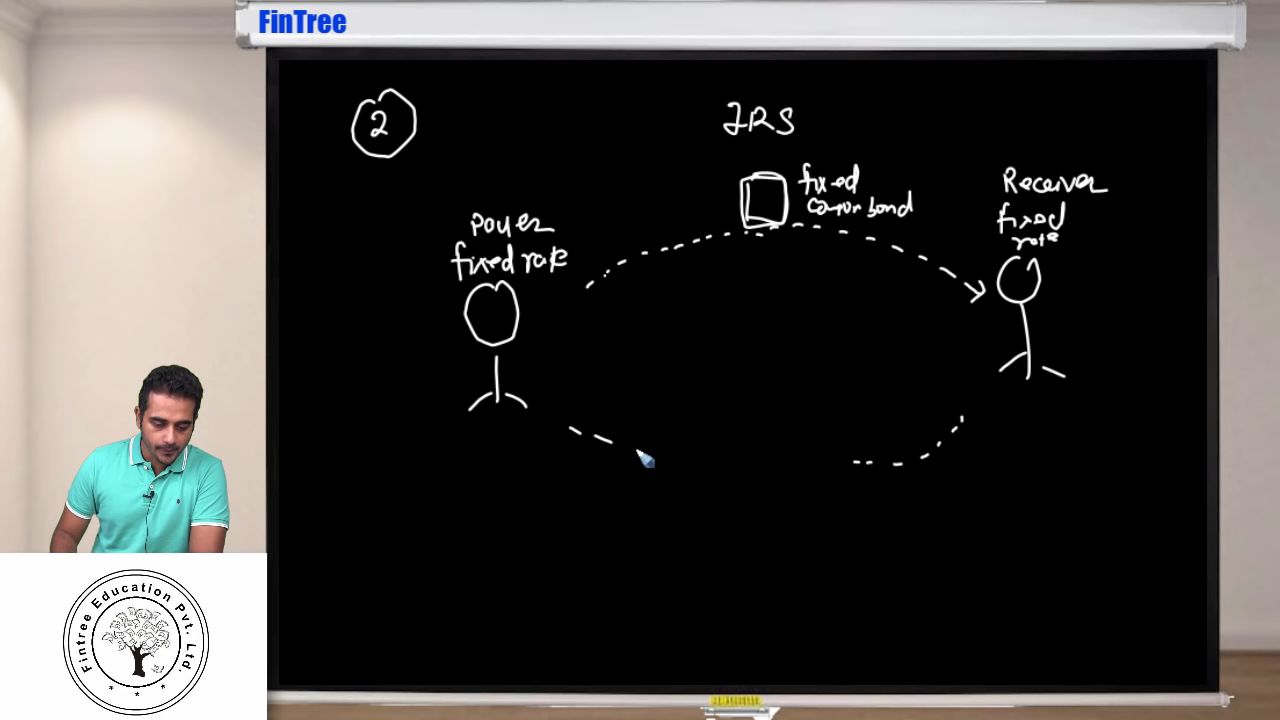 FinTree
2
IRS
fixed
coupon bond
Receiver
fixed
rate
Payer
fixed rate
Fintree Education Pvt. Ltd.
* * *